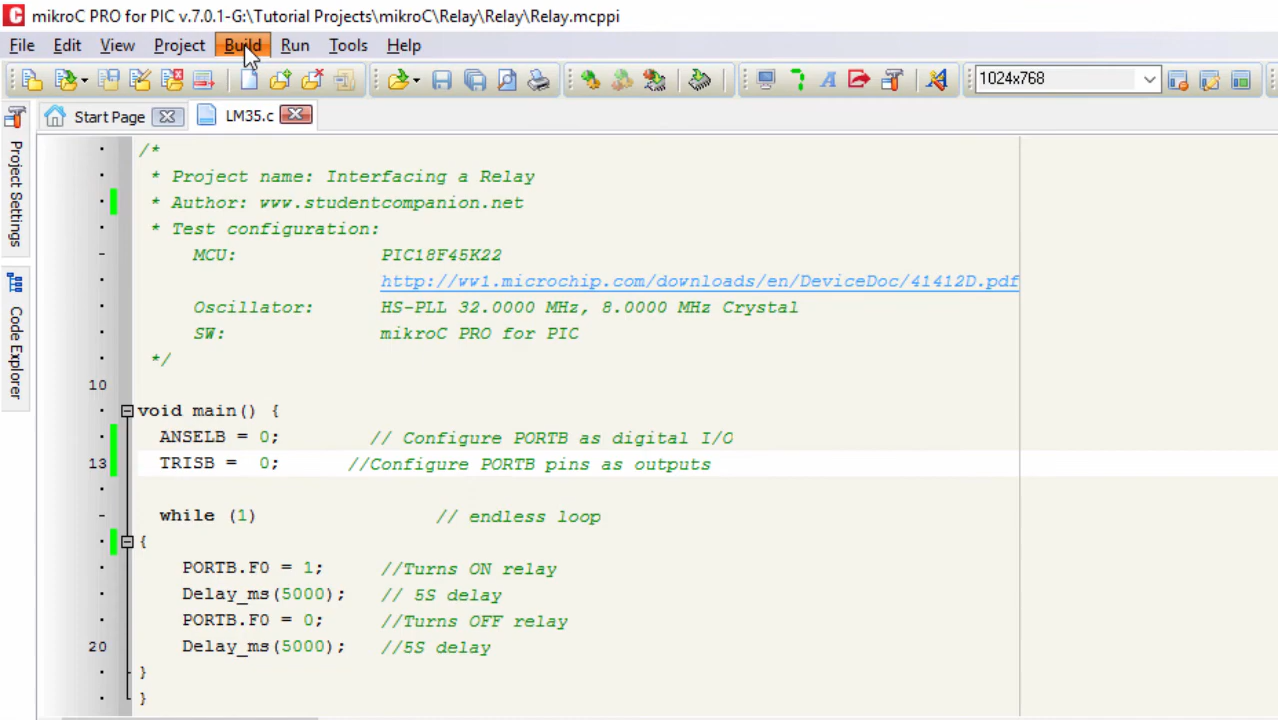 mikroC PRO for PIC v.7.0.1-G:\Tutorial Projects\mikroC\Relay\Relay\Relay.mcppi
File Edit View Project Build Run Tools Help
1024x768
Start Page LM35.c
Project Settings
Code Explorer
/*
* Project name: Interfacing a Relay
* Author: www.studentcompanion.net
* Test configuration:
MCU: PIC18F45K22
http://ww1.microchip.com/downloads/en/DeviceDoc/41412D.pdf
Oscillator: HS-PLL 32.0000 MHz, 8.0000 MHz Crystal
SW: mikroC PRO for PIC
*/
10
void main() {
ANSELB = 0; // Configure PORTB as digital I/O
13 TRISB = 0; //Configure PORTB pins as outputs
while (1) // endless loop
{
PORTB.F0 = 1; //Turns ON relay
Delay_ms(5000); // 5S delay
PORTB.F0 = 0; //Turns OFF relay
20 Delay_ms(5000); //5S delay
}
}